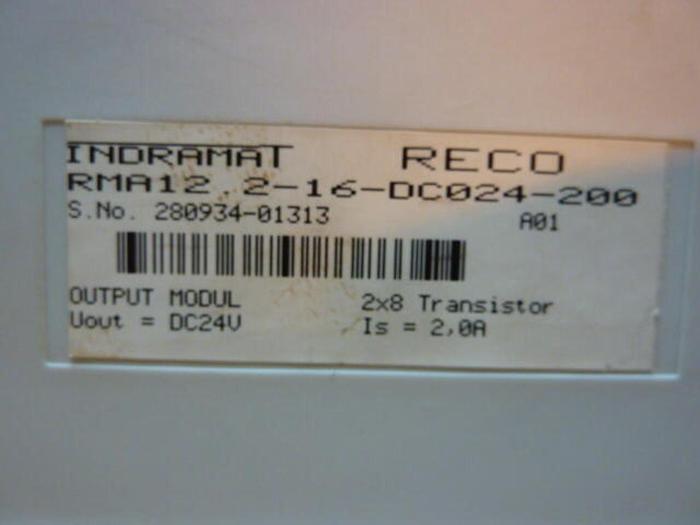 INDRAMAT RECO
RMA12.2-16-DC024-200
S.No. 280934-01313 A01
OUTPUT MODUL 2x8 Transistor
Uout = DC24V Is = 2,0A